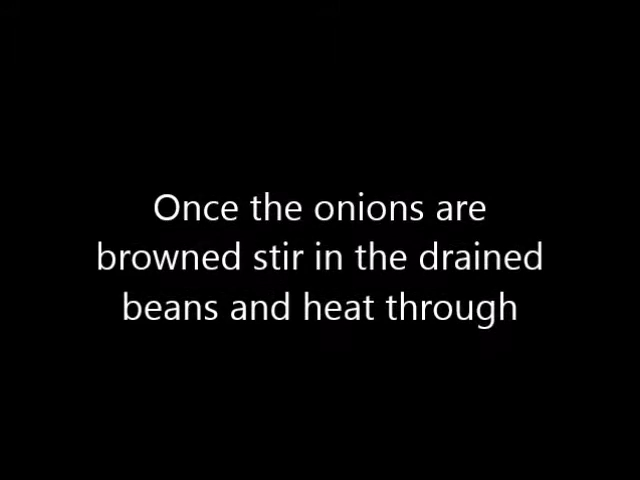 Once the onions are
browned stir in the drained
beans and heat through